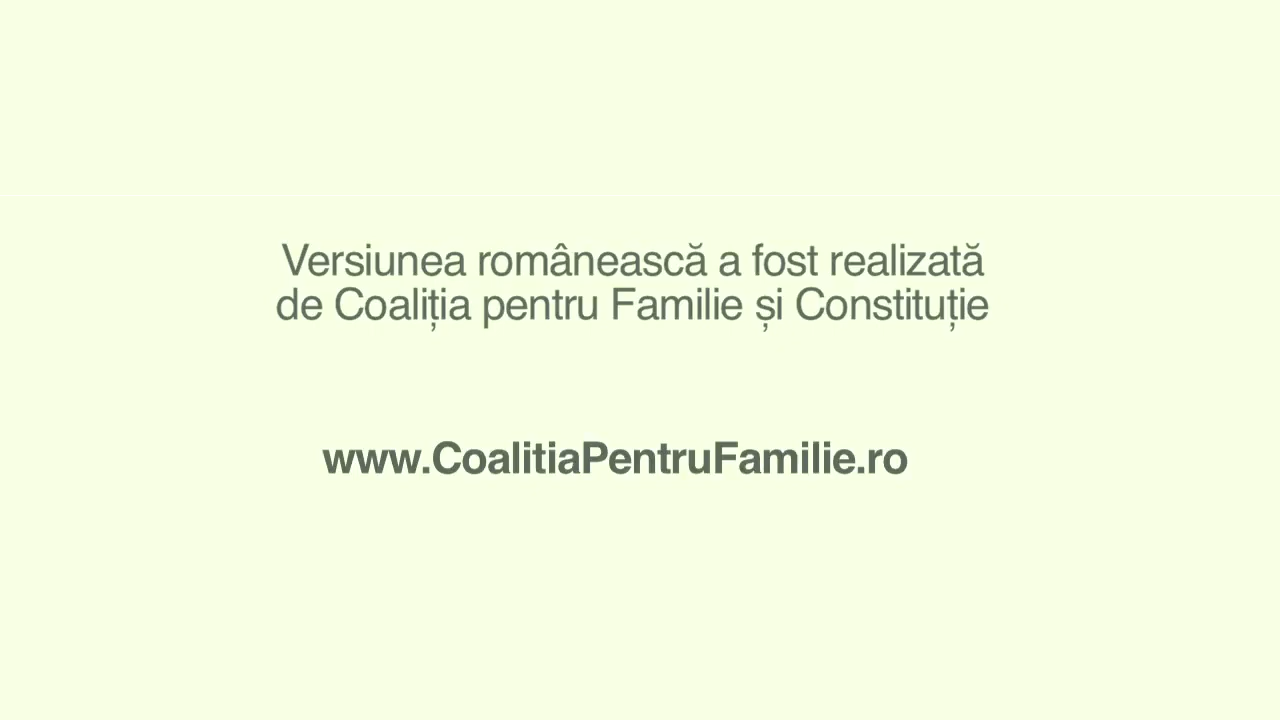 Versiunea românească a fost realizată
de Coaliția pentru Familie și Constituție
www.CoalitiaPentruFamilie.ro